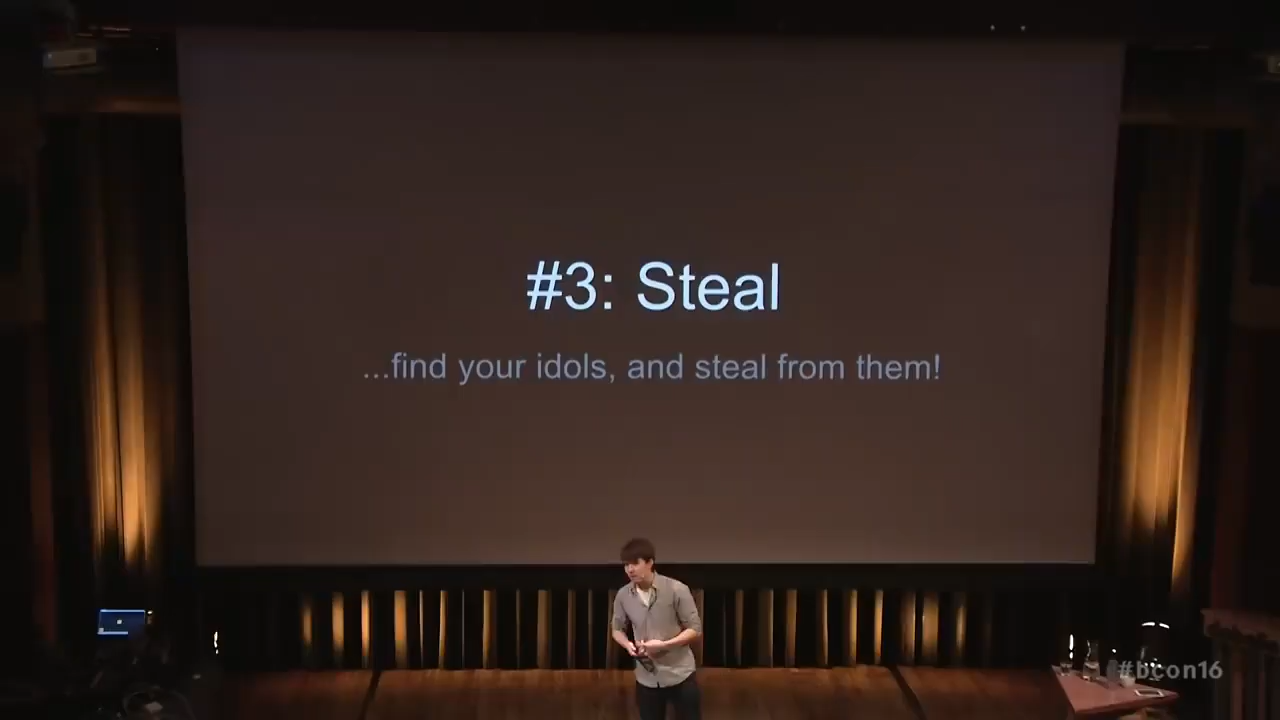 #3: Steal
...find your idols, and steal from them!
#bcon16